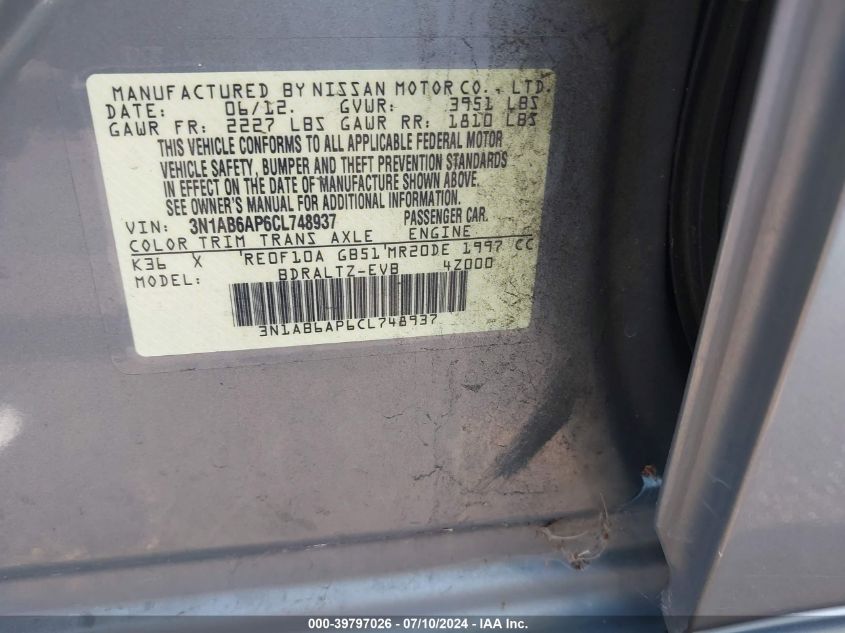 MANUFACTURED BY NISSAN MOTOR CO., LTD.
DATE: 06/12. GVWR: 3951 LBS
GAWR FR: 2227 LBS GAWR RR: 1810 LBS
THIS VEHICLE CONFORMS TO ALL APPLICABLE FEDERAL MOTOR
VEHICLE SAFETY, BUMPER AND THEFT PREVENTION STANDARDS
IN EFFECT ON THE DATE OF MANUFACTURE SHOWN ABOVE.
SEE OWNER'S MANUAL FOR ADDITIONAL INFORMATION.
VIN: 3N1AB6AP6CL748937 PASSENGER CAR.
COLOR TRIM TRANS AXLE ENGINE
K36 X RE0F10A GB51 MR20DE 1997 CC
MODEL: BDRALTZ-EVB 4Z000
3N1AB6AP6CL748937
000-39797026 - 07/10/2024 - IAA Inc.